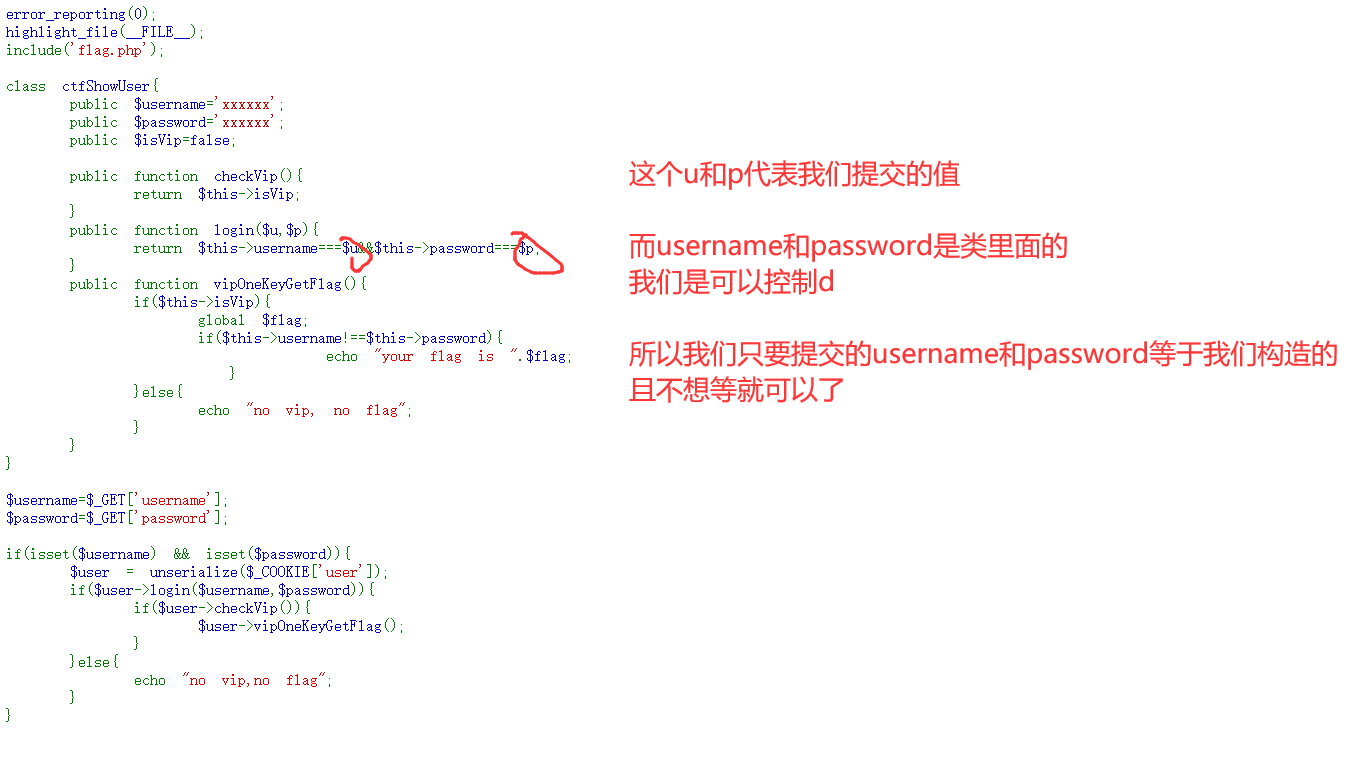 error_reporting(0);
highlight_file(__FILE__);
include('flag.php');
class ctfShowUser{
public $username='xxxxxx';
public $password='xxxxxx';
public $isVip=false;
public function checkVip(){
return $this->isVip;
}
public function login($u,$p){
return $this->username===$u&&$this->password===$p;
}
public function vipOneKeyGetFlag(){
if($this->isVip){
global $flag;
if($this->username!==$this->password){
echo "your flag is ".$flag;
}
}else{
echo "no vip, no flag";
}
}
}
$username=$_GET['username'];
$password=$_GET['password'];
if(isset($username) && isset($password)){
$user = unserialize($_COOKIE['user']);
if($user->login($username,$password)){
if($user->checkVip()){
$user->vipOneKeyGetFlag();
}
}else{
echo "no vip,no flag";
}
}
这个u和p代表我们提交的值
而username和password是类里面的
我们是可以控制d
所以我们只要提交的username和password等于我们构造的
且不想等就可以了